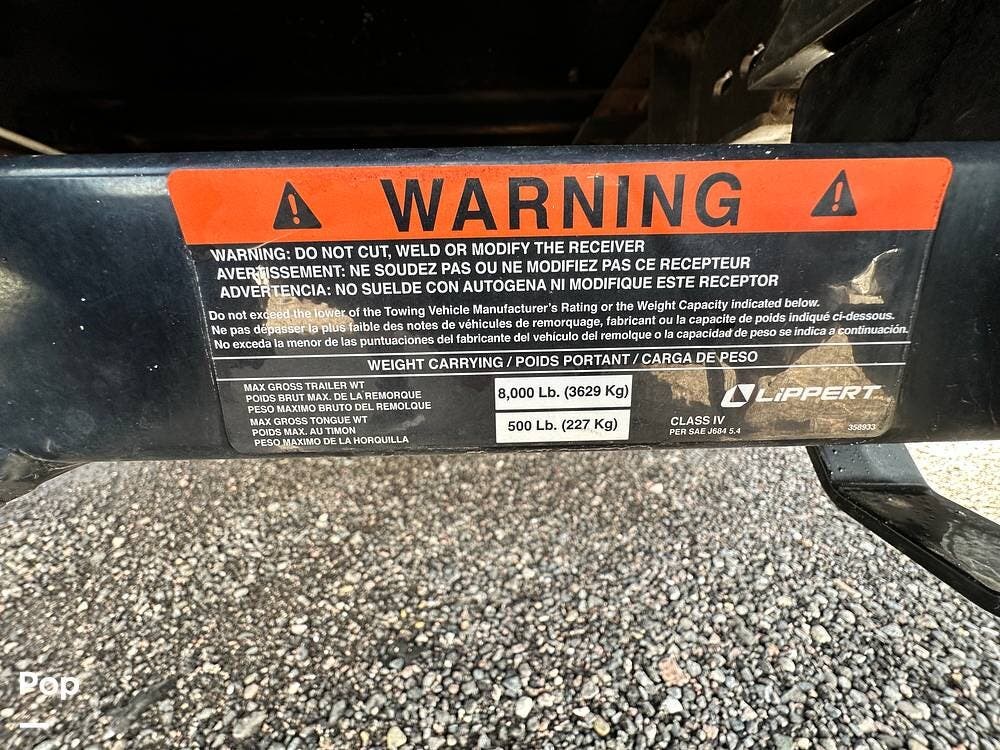 WARNING
WARNING: DO NOT CUT, WELD OR MODIFY THE RECEIVER
AVERTISSEMENT: NE SOUDEZ PAS OU NE MODIFIEZ PAS CE RECEPTEUR
ADVERTENCIA: NO SUELDE CON AUTOGENA NI MODIFIQUE ESTE RECEPTOR
Do not exceed the lower of the Towing Vehicle Manufacturer's Rating or the Weight Capacity indicated below.
Ne pas dépasser la plus faible des notes de véhicules de remorquage, fabricant ou la capacite de poids indiqué ci-dessous.
No exceda la menor de las puntuaciones del fabricante del vehículo del remolque o la capacidad de peso se indica a continuación.
WEIGHT CARRYING / POIDS PORTANT / CARGA DE PESO
MAX GROSS TRAILER WT
POIDS BRUT MAX. DE LA REMORQUE
PESO MAXIMO BRUTO DEL REMOLQUE
8,000 Lb. (3629 Kg)
MAX GROSS TONGUE WT
POIDS MAX. AU TIMON
PESO MAXIMO DE LA HORQUILLA
500 Lb. (227 Kg)
LIPPERT
CLASS IV
PER SAE J684 5.4
358933
Pop